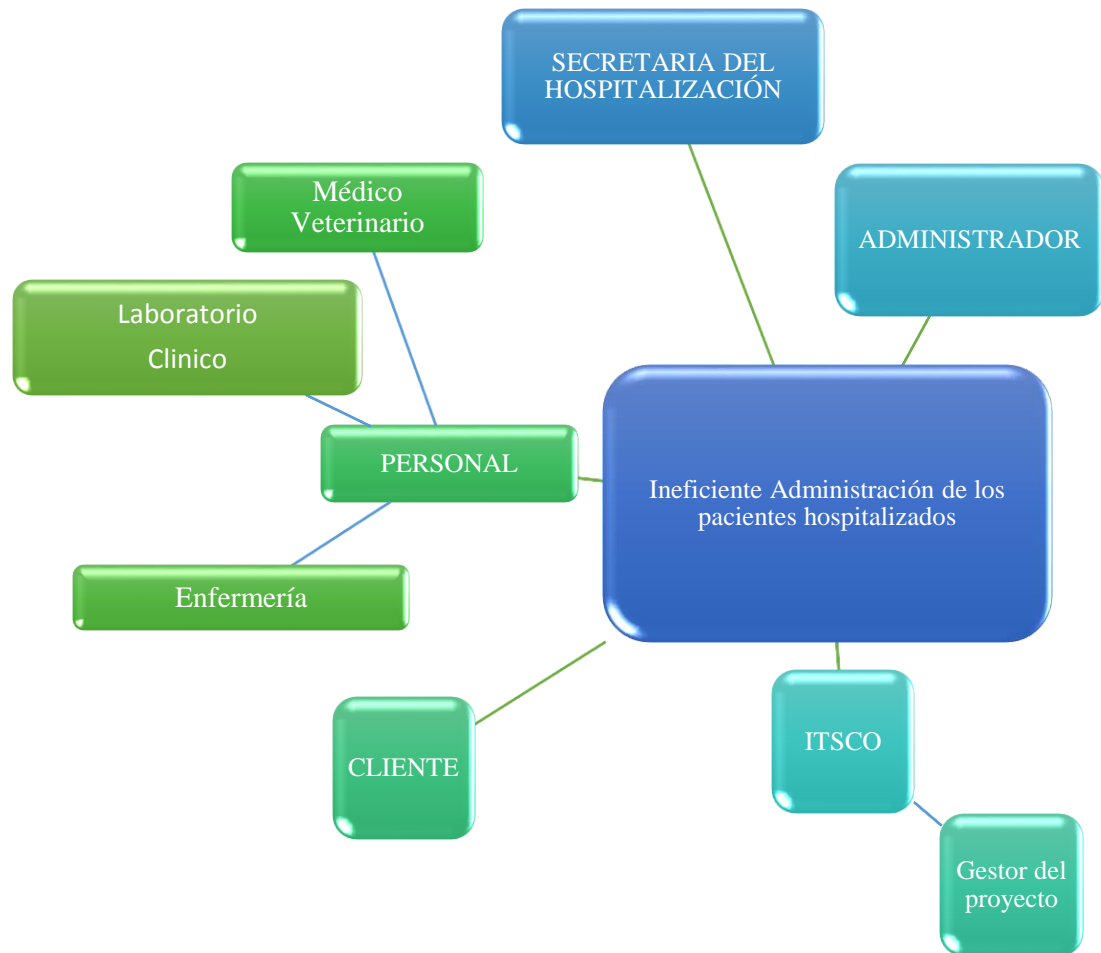 SECRETARIA DEL
HOSPITALIZACIÓN
Médico
Veterinario
ADMINISTRADOR
Laboratorio
Clinico
PERSONAL
Ineficiente Administración de los
pacientes hospitalizados
Enfermería
CLIENTE
ITSCO
Gestor del
proyecto